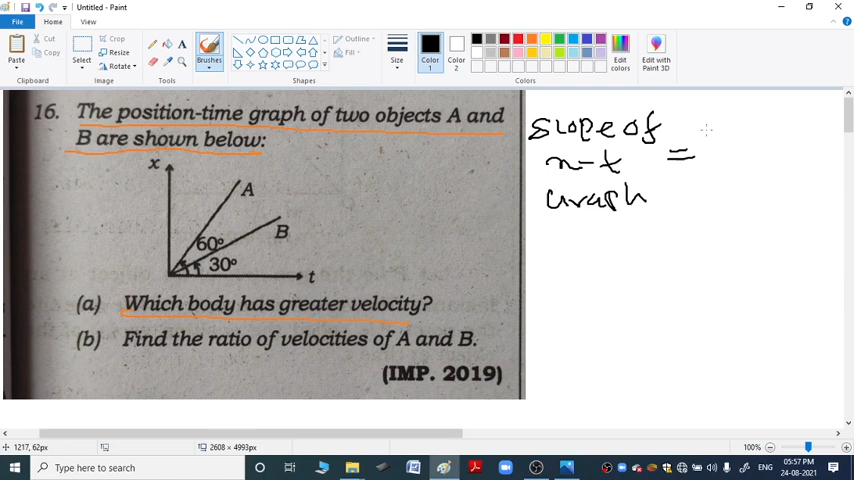 Untitled - Paint
File
Home
View
Paste
Cut
Copy
Clipboard
Select
Crop
Resize
Rotate
Image
Tools
Brushes
Shapes
Outline
Fill
Size
Color 1
Color 2
Colors
Edit colors
Edit with Paint 3D
16. The position-time graph of two objects A and
B are shown below:
x
A
B
60°
30°
t
(a) Which body has greater velocity?
(b) Find the ratio of velocities of A and B.
(IMP. 2019)
slope of
x-t =
graph
1217, 62px
2608 × 4993px
100%
Type here to search
ENG
05:57 PM
24-08-2021